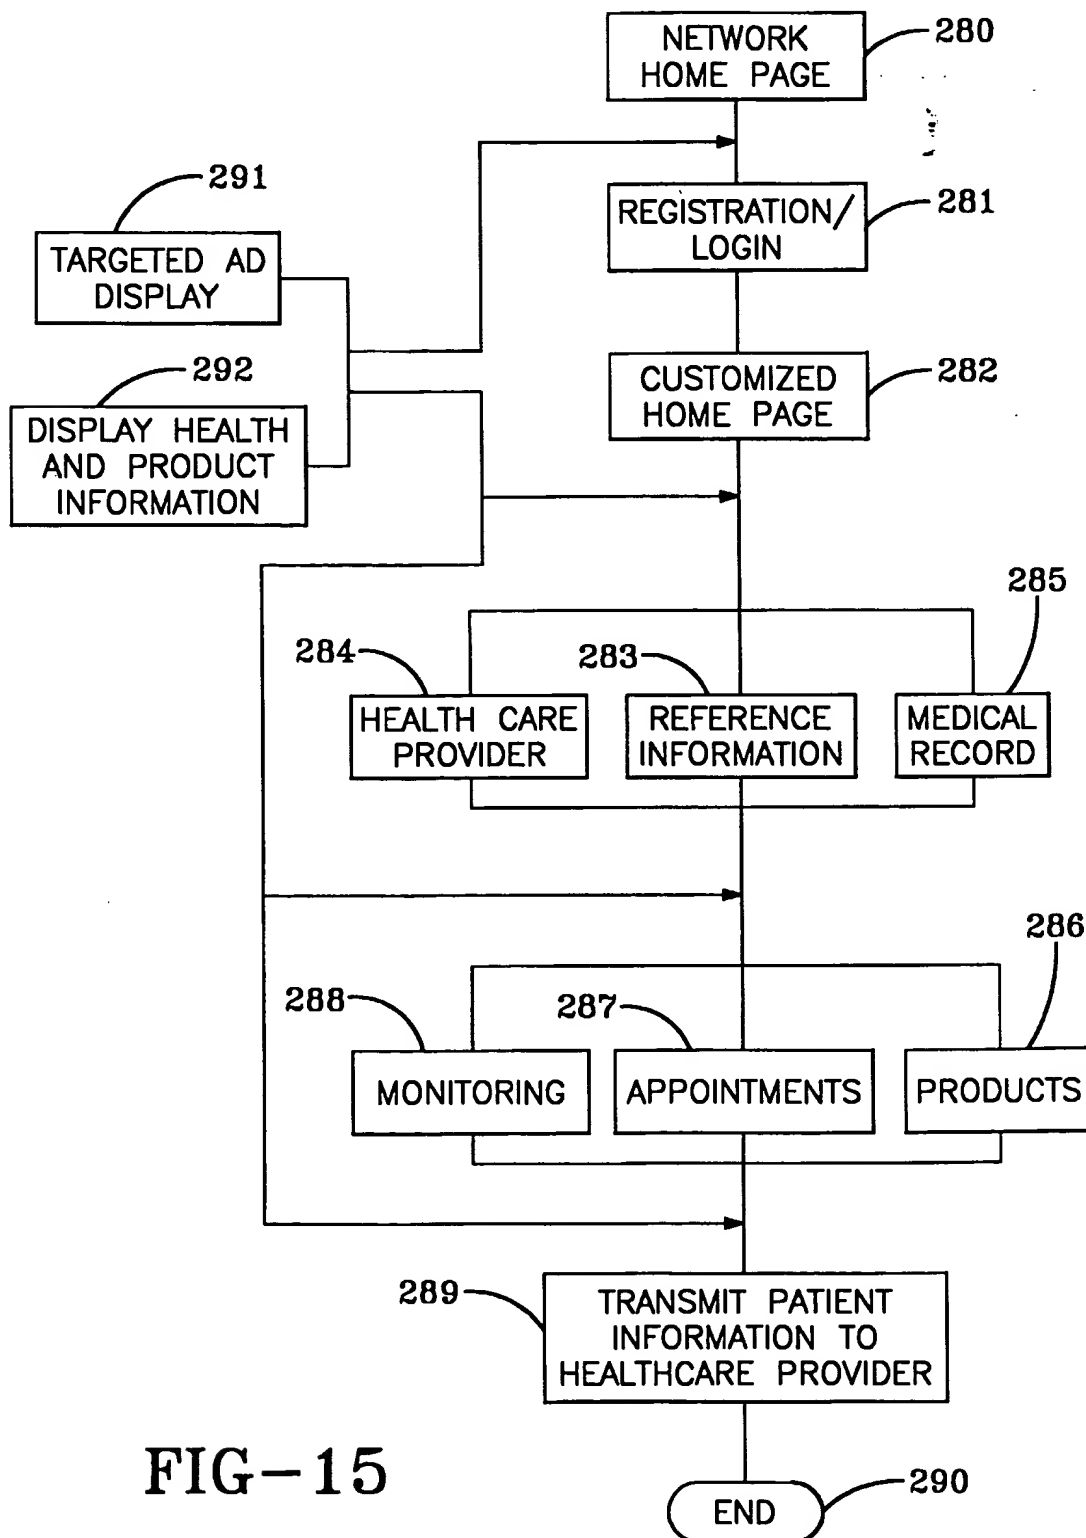 NETWORK
HOME PAGE
280
291
TARGETED AD
DISPLAY
REGISTRATION/
LOGIN
281
292
DISPLAY HEALTH
AND PRODUCT
INFORMATION
CUSTOMIZED
HOME PAGE
282
284
HEALTH CARE
PROVIDER
283
REFERENCE
INFORMATION
285
MEDICAL
RECORD
288
MONITORING
287
APPOINTMENTS
286
PRODUCTS
289
TRANSMIT PATIENT
INFORMATION TO
HEALTHCARE PROVIDER
END
290
FIG-15